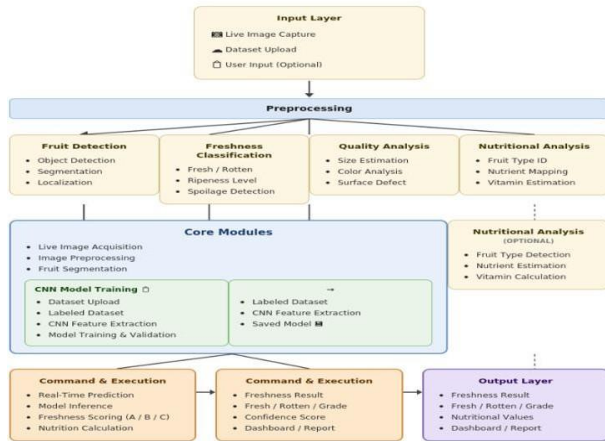 Input Layer
Live Image Capture
Dataset Upload
User Input (Optional)
Preprocessing
Fruit Detection
• Object Detection
• Segmentation
• Localization
Freshness
Classification
• Fresh / Rotten
• Ripeness Level
• Spoilage Detection
Quality Analysis
• Size Estimation
• Color Analysis
• Surface Defect
Nutritional Analysis
• Fruit Type ID
• Nutrient Mapping
• Vitamin Estimation
Core Modules
• Live Image Acquisition
• Image Preprocessing
• Fruit Segmentation
CNN Model Training
• Dataset Upload
• Labeled Dataset
• CNN Feature Extraction
• Model Training & Validation
→
• Labeled Dataset
• CNN Feature Extraction
• Saved Model
Nutritional Analysis
(OPTIONAL)
• Fruit Type Detection
• Nutrient Estimation
• Vitamin Calculation
Command & Execution
• Real-Time Prediction
• Model Inference
• Freshness Scoring (A / B / C)
• Nutrition Calculation
Command & Execution
• Freshness Result
• Fresh / Rotten / Grade
• Confidence Score
• Dashboard / Report
Output Layer
• Freshness Result
• Fresh / Rotten / Grade
• Nutritional Values
• Dashboard / Report